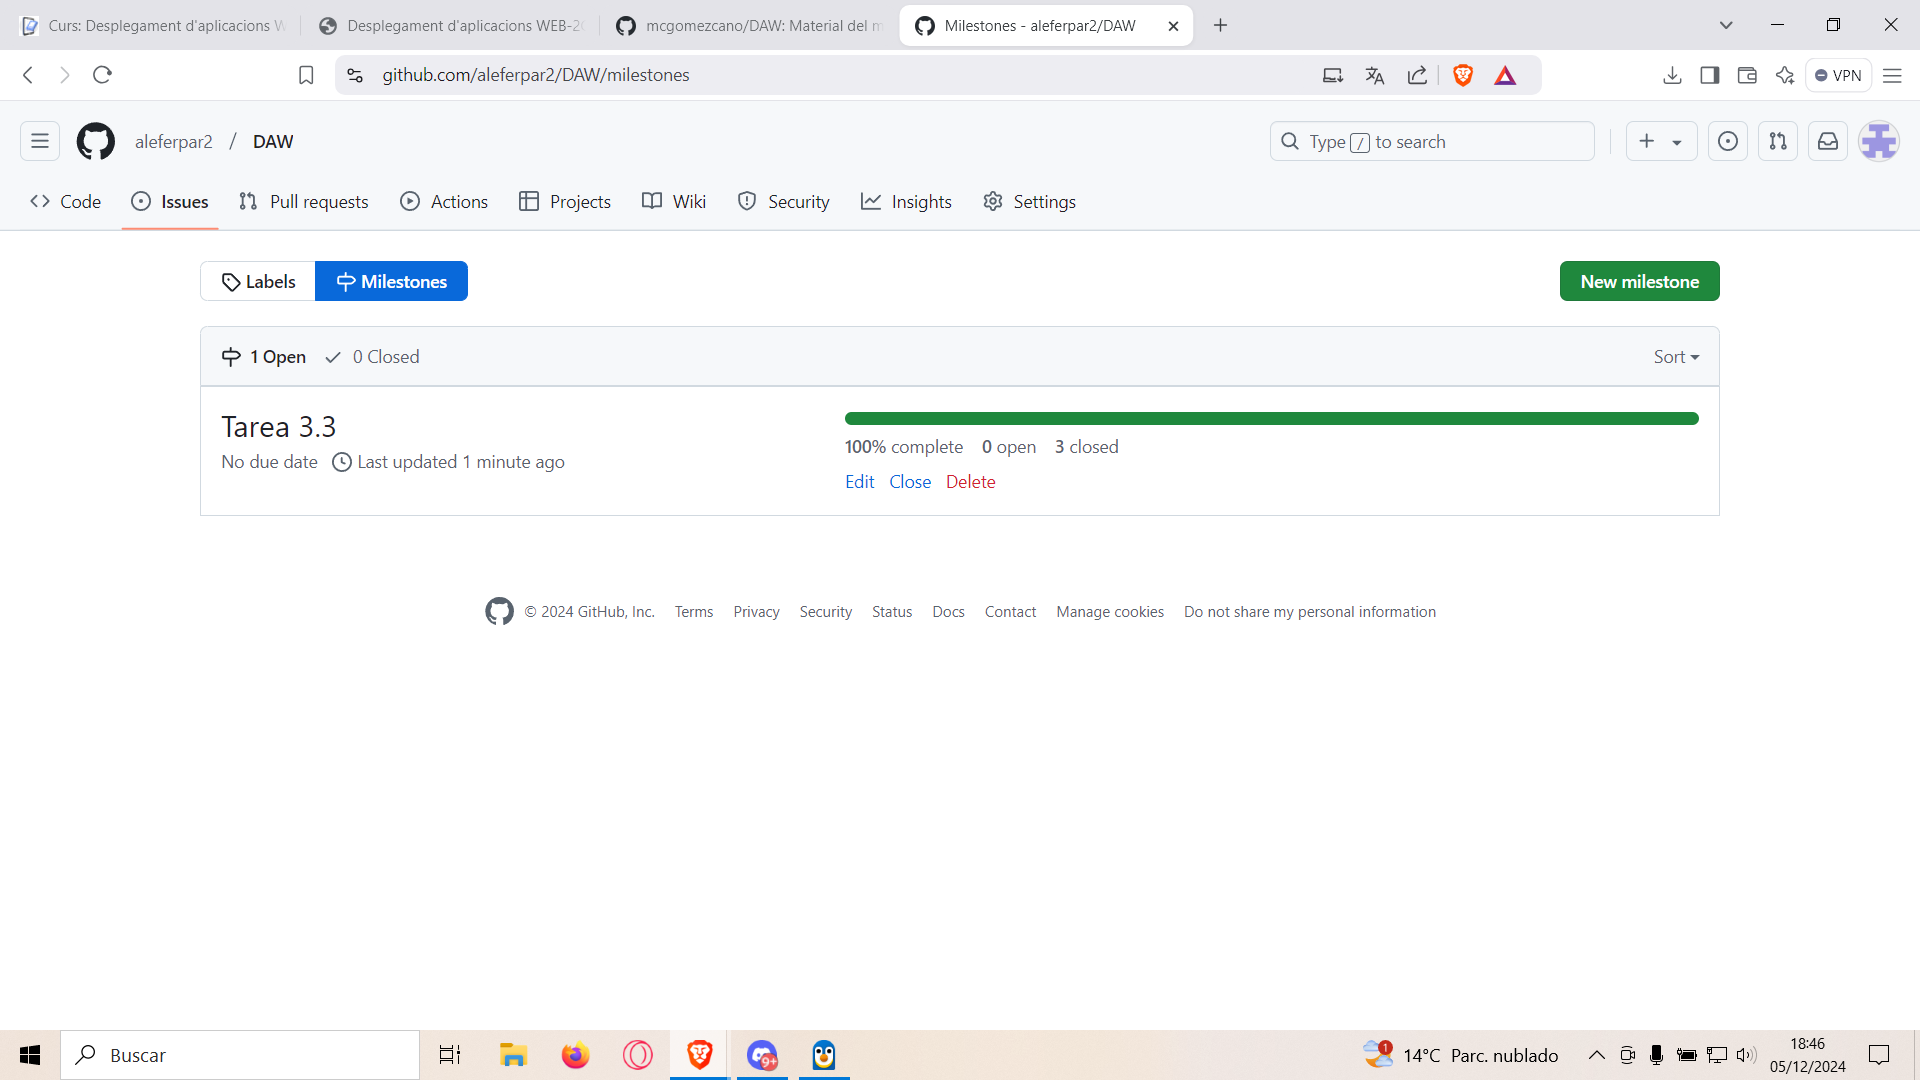 Curs: Desplegament d'aplicacions W
Desplegament d'aplicacions WEB-20
mcgomezcano/DAW: Material del m
Milestones - aleferpar2/DAW
github.com/aleferpar2/DAW/milestones
VPN
aleferpar2 / DAW
Type / to search
Code
Issues
Pull requests
Actions
Projects
Wiki
Security
Insights
Settings
Labels
Milestones
New milestone
1 Open
0 Closed
Sort
Tarea 3.3
No due date
Last updated 1 minute ago
100% complete 0 open 3 closed
Edit Close Delete
© 2024 GitHub, Inc.
Terms
Privacy
Security
Status
Docs
Contact
Manage cookies
Do not share my personal information
Buscar
9+
1
14°C Parc. nublado
18:46
05/12/2024